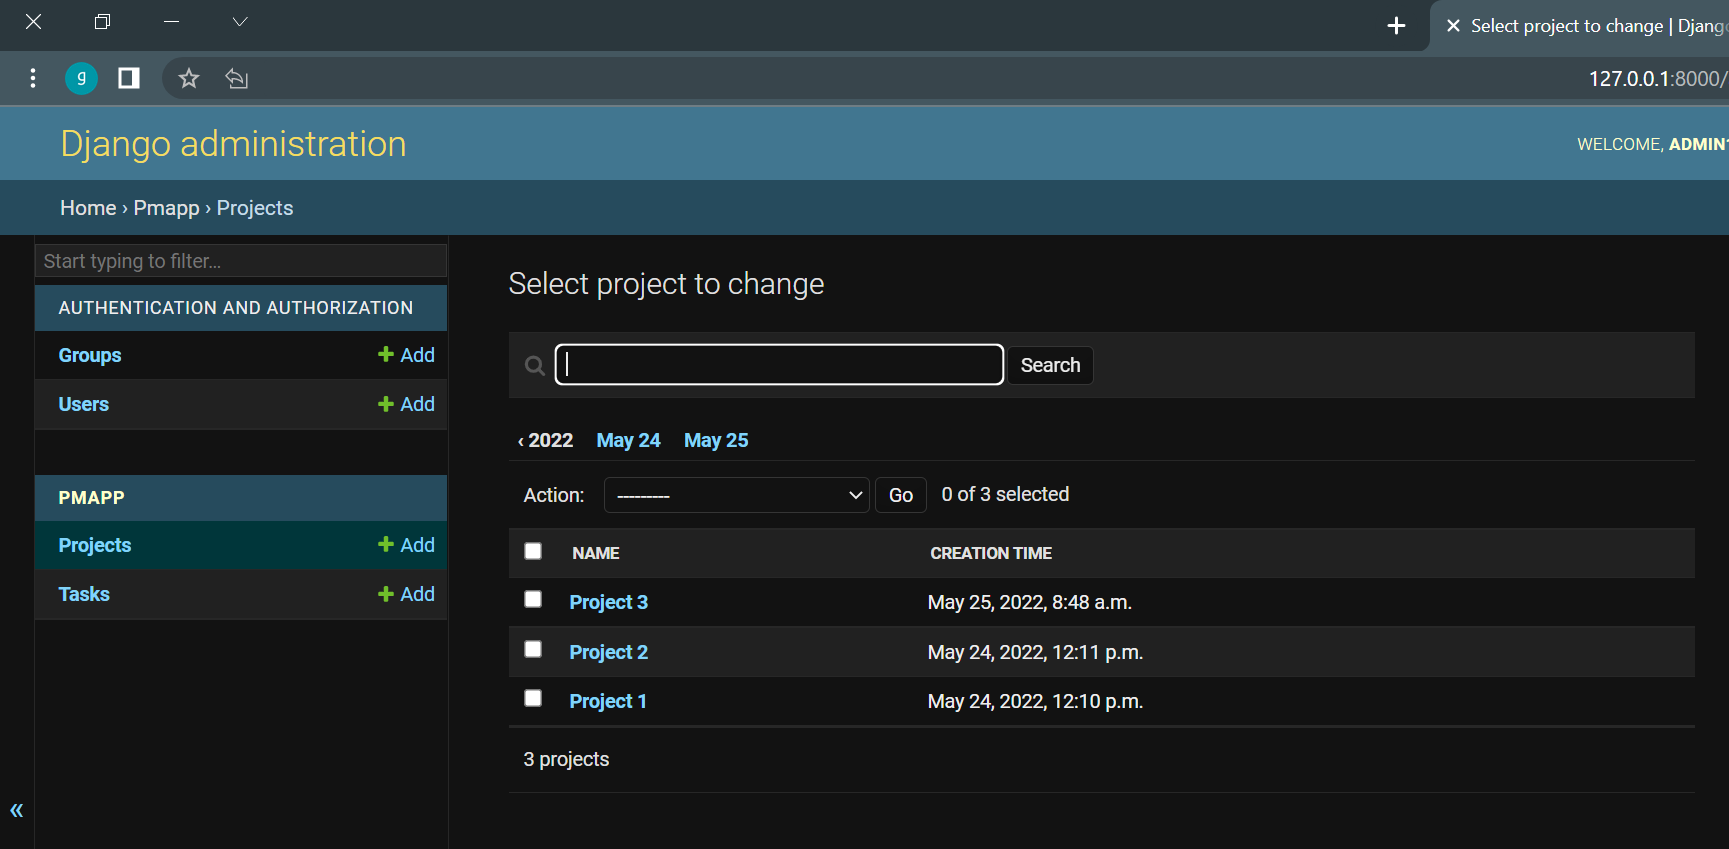 Select project to change | Django
g
127.0.0.1:8000/
Django administration
WELCOME, ADMIN1
Home › Pmapp › Projects
Start typing to filter...
AUTHENTICATION AND AUTHORIZATION
Groups + Add
Users + Add
PMAPP
Projects + Add
Tasks + Add
«
Select project to change
Search
‹ 2022 May 24 May 25
Action: --------- Go 0 of 3 selected
NAME CREATION TIME
Project 3 May 25, 2022, 8:48 a.m.
Project 2 May 24, 2022, 12:11 p.m.
Project 1 May 24, 2022, 12:10 p.m.
3 projects